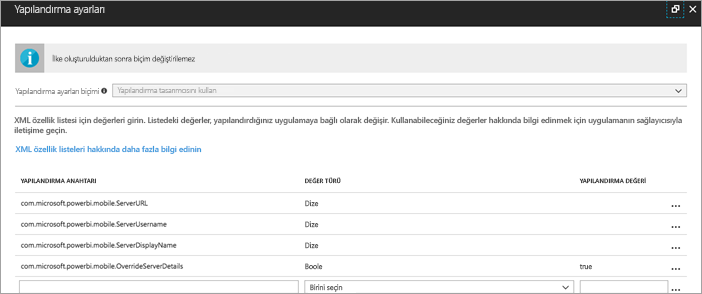 Yapılandırma ayarları
İlke oluşturulduktan sonra biçim değiştirilemez
Yapılandırma ayarları biçimi
Yapılandırma tasarımcısını kullan
XML özellik listesi için değerleri girin. Listedeki değerler, yapılandırdığınız uygulamaya bağlı olarak değişir. Kullanabileceğiniz değerler hakkında bilgi edinmek için uygulamanın sağlayıcısıyla
iletişime geçin.
XML özellik listeleri hakkında daha fazla bilgi edinin
YAPILANDIRMA ANAHTARI DEĞER TÜRÜ YAPILANDIRMA DEĞERİ
com.microsoft.powerbi.mobile.ServerURL Dize ...
com.microsoft.powerbi.mobile.ServerUsername Dize ...
com.microsoft.powerbi.mobile.ServerDisplayName Dize ...
com.microsoft.powerbi.mobile.OverrideServerDetails Boole true ...
Birini seçin ...